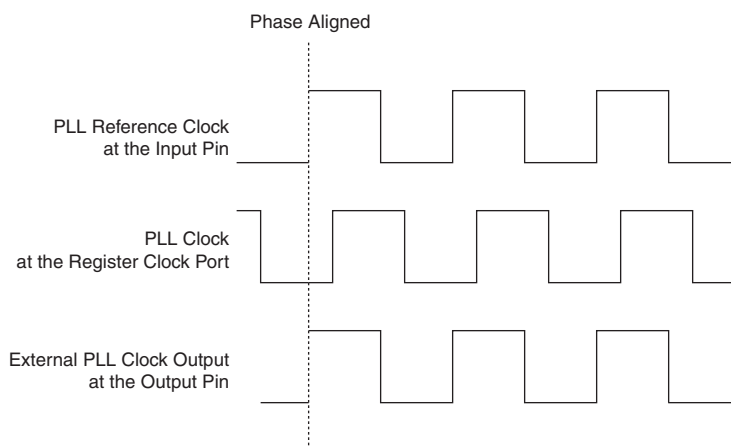 Phase Aligned
PLL Reference Clock
at the Input Pin
PLL Clock
at the Register Clock Port
External PLL Clock Output
at the Output Pin